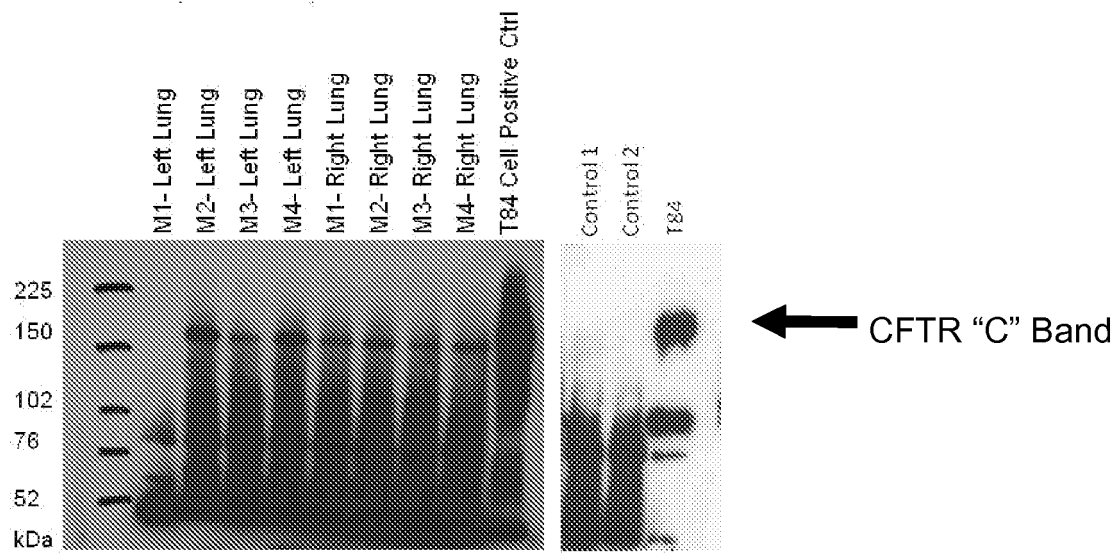 M1- Left Lung
M2- Left Lung
M3- Left Lung
M4- Left Lung
M1- Right Lung
M2- Right Lung
M3- Right Lung
M4- Right Lung
T84 Cell Positive Ctrl
Control 1
Control 2
T84
225
150
102
76
52
kDa
CFTR "C" Band